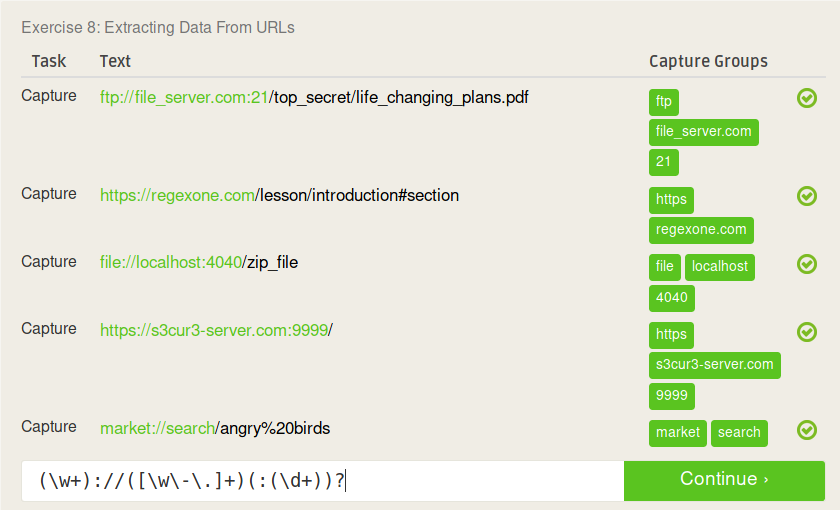 Exercise 8: Extracting Data From URLs
Task Text Capture Groups
Capture ftp://file_server.com:21/top_secret/life_changing_plans.pdf ftp
file_server.com
21
Capture https://regexone.com/lesson/introduction#section https
regexone.com
Capture file://localhost:4040/zip_file file localhost
4040
Capture https://s3cur3-server.com:9999/ https
s3cur3-server.com
9999
Capture market://search/angry%20birds market search
(\w+)://([\w\-\.]+)(:(\d+))? Continue ›